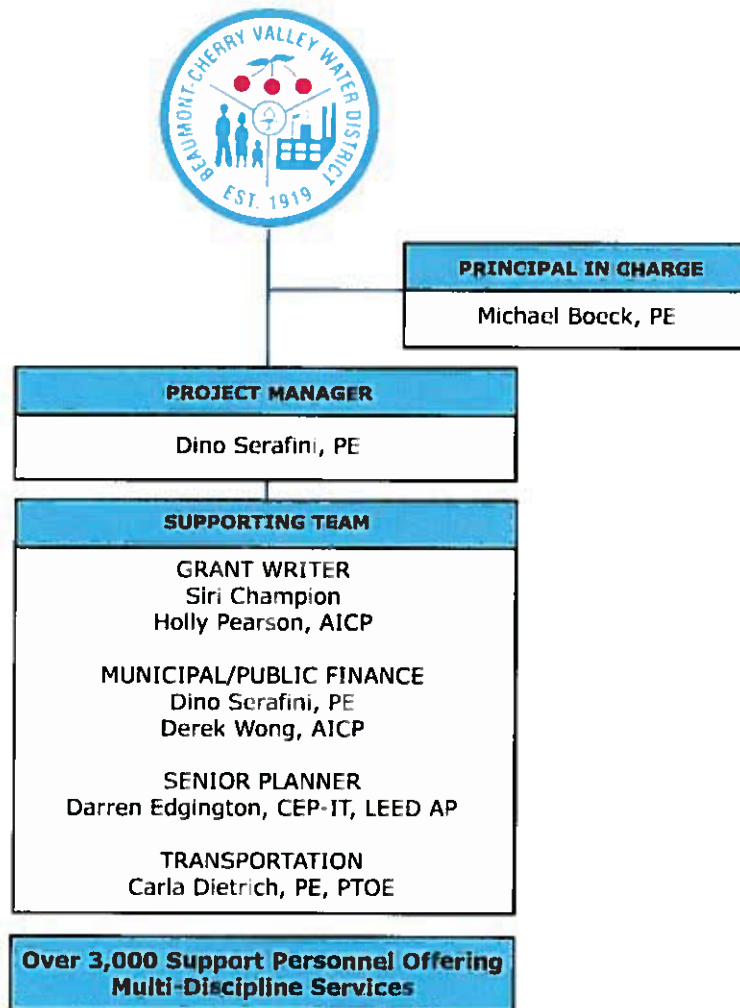 BEAUMONT-CHERRY VALLEY WATER DISTRICT
EST. 1919
PRINCIPAL IN CHARGE
Michael Boeck, PE
PROJECT MANAGER
Dino Serafini, PE
SUPPORTING TEAM
GRANT WRITER
Siri Champion
Holly Pearson, AICP
MUNICIPAL/PUBLIC FINANCE
Dino Serafini, PE
Derek Wong, AICP
SENIOR PLANNER
Darren Edgington, CEP-IT, LEED AP
TRANSPORTATION
Carla Dietrich, PE, PTOE
Over 3,000 Support Personnel Offering
Multi-Discipline Services